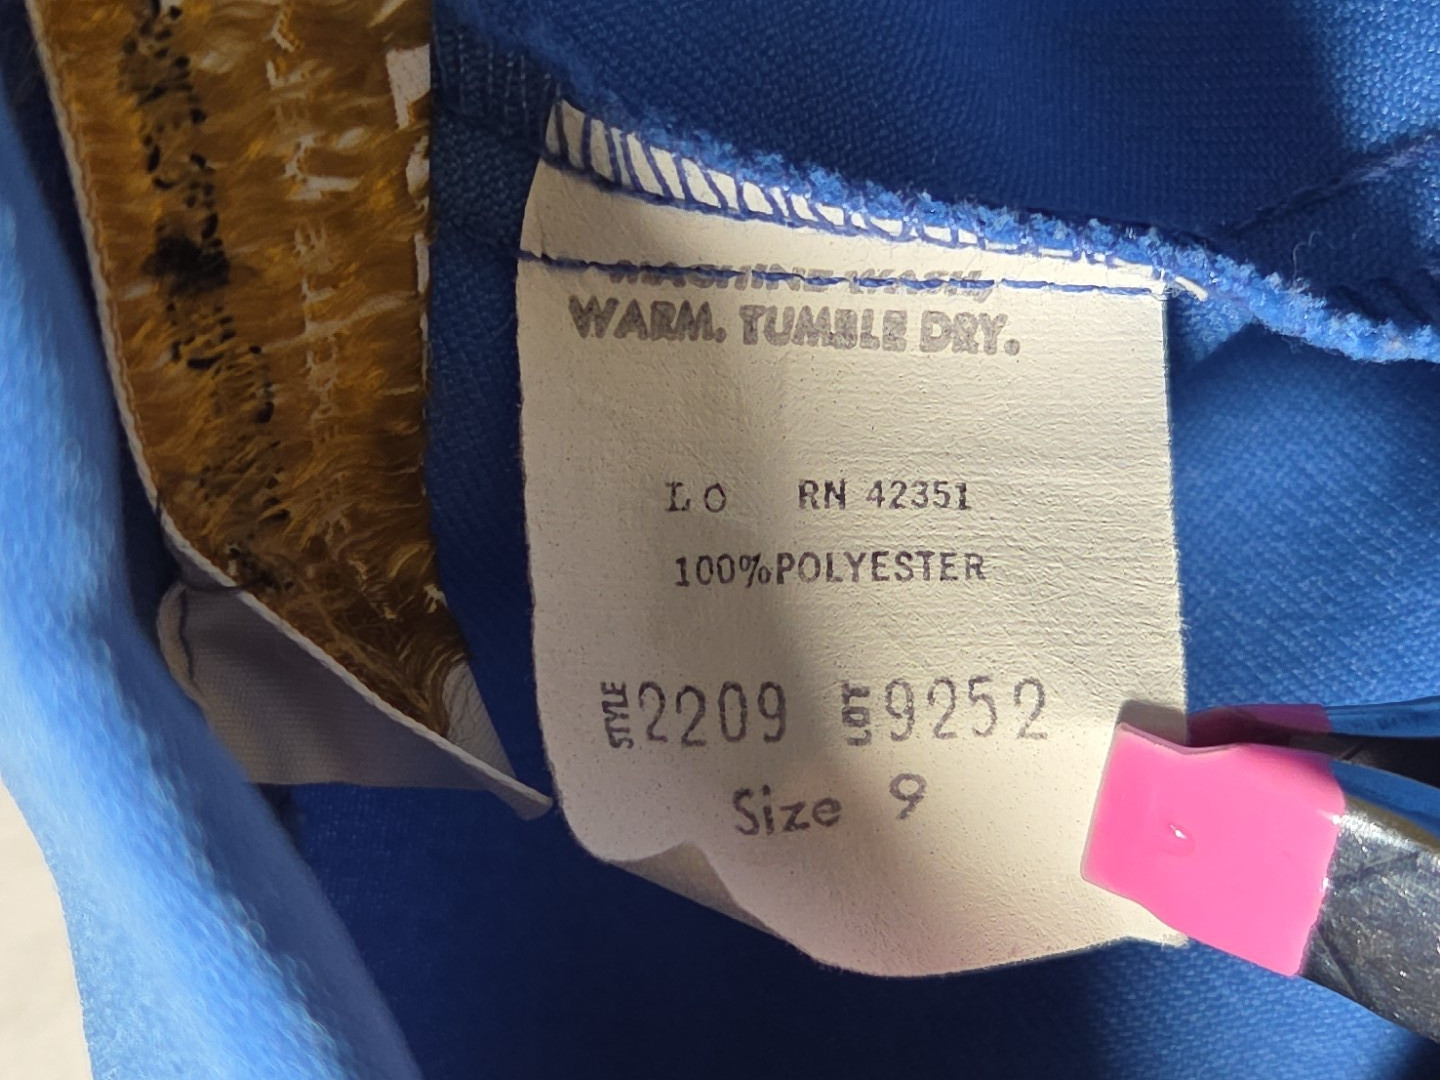 MACHINE WASH,
WARM. TUMBLE DRY.
LO RN 42351
100% POLYESTER
STYLE 2209 LOT 9252
Size 9